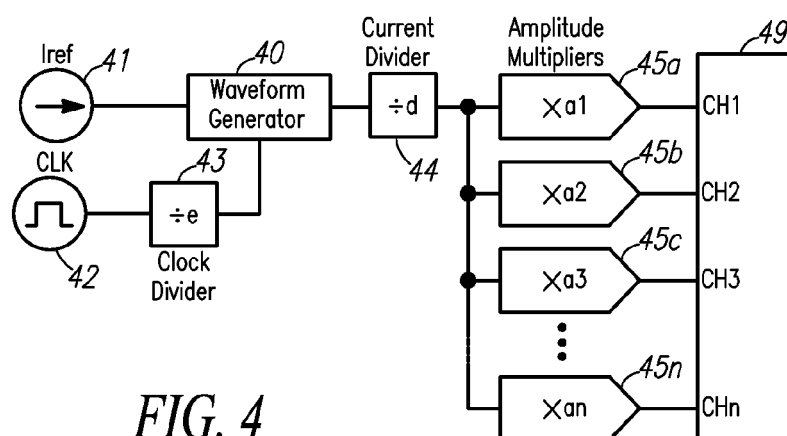 Iref
41
40
Waveform
Generator
Current
Divider
÷d
44
Amplitude
Multipliers
45a
×a1
CH1
49
CLK
42
43
÷e
Clock
Divider
45b
×a2
CH2
45c
×a3
CH3
45n
×an
CHn
FIG. 4